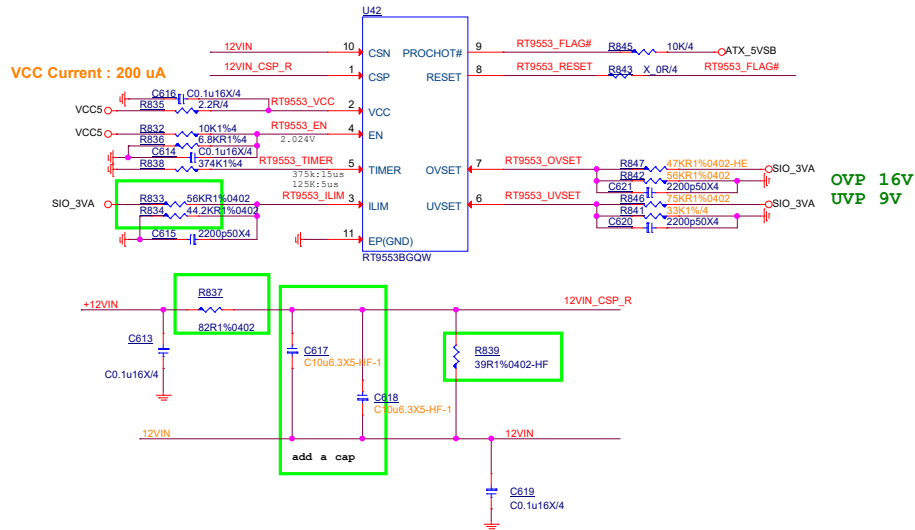 U42
12VIN
10
CSN
PROCHOT#
9
RT9553_FLAG#
R845
10K/4
ATX_5VSB
VCC Current : 200 uA
12VIN_CSP_R
1
CSP
RESET
8
RT9553_RESET
R843
X_0R/4
RT9553_FLAG#
C616
C0.1u16X/4
VCC5
R835
2.2R/4
RT9553_VCC
2
VCC
VCC5
R832
10K1%4
RT9553_EN
4
EN
R836
6.8KR1%4
2.024V
C614
C0.1u16X/4
R838
374K1%4
RT9553_TIMER
5
TIMER
375k:15us
125K:5us
OVSET
7
RT9553_OVSET
R847
47KR1%0402-HE
SIO_3VA
R842
56KR1%0402
C621
2200p50X4
OVP 16V
UVP 9V
SIO_3VA
R833
56KR1%0402
RT9553_ILIM
3
ILIM
R834
44.2KR1%0402
C615
2200p50X4
UVSET
6
RT9553_UVSET
R846
75KR1%0402
SIO_3VA
R841
33K1%/4
C620
2200p50X4
11
EP(GND)
RT9553BGQW
R837
+12VIN
12VIN_CSP_R
82R1%0402
C613
C0.1u16X/4
C617
C10u6.3X5-HF-1
R839
39R1%0402-HF
C618
C10u6.3X5-HF-1
12VIN
12VIN
add a cap
C619
C0.1u16X/4